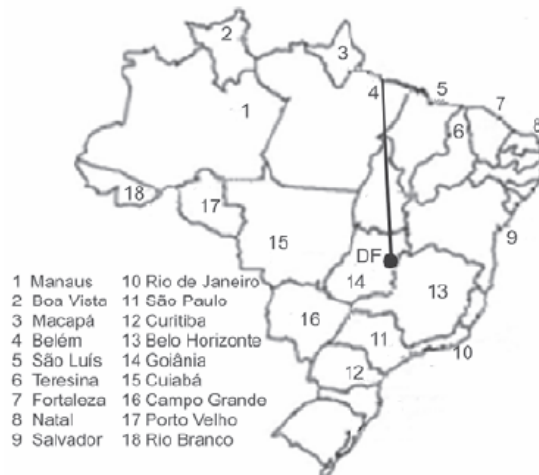 2
3
4
5
7
8
1
6
18
17
9
DF
15
14
13
16
11
10
12
1 Manaus 10 Rio de Janeiro
2 Boa Vista 11 São Paulo
3 Macapá 12 Curitiba
4 Belém 13 Belo Horizonte
5 São Luís 14 Goiânia
6 Teresina 15 Cuiabá
7 Fortaleza 16 Campo Grande
8 Natal 17 Porto Velho
9 Salvador 18 Rio Branco